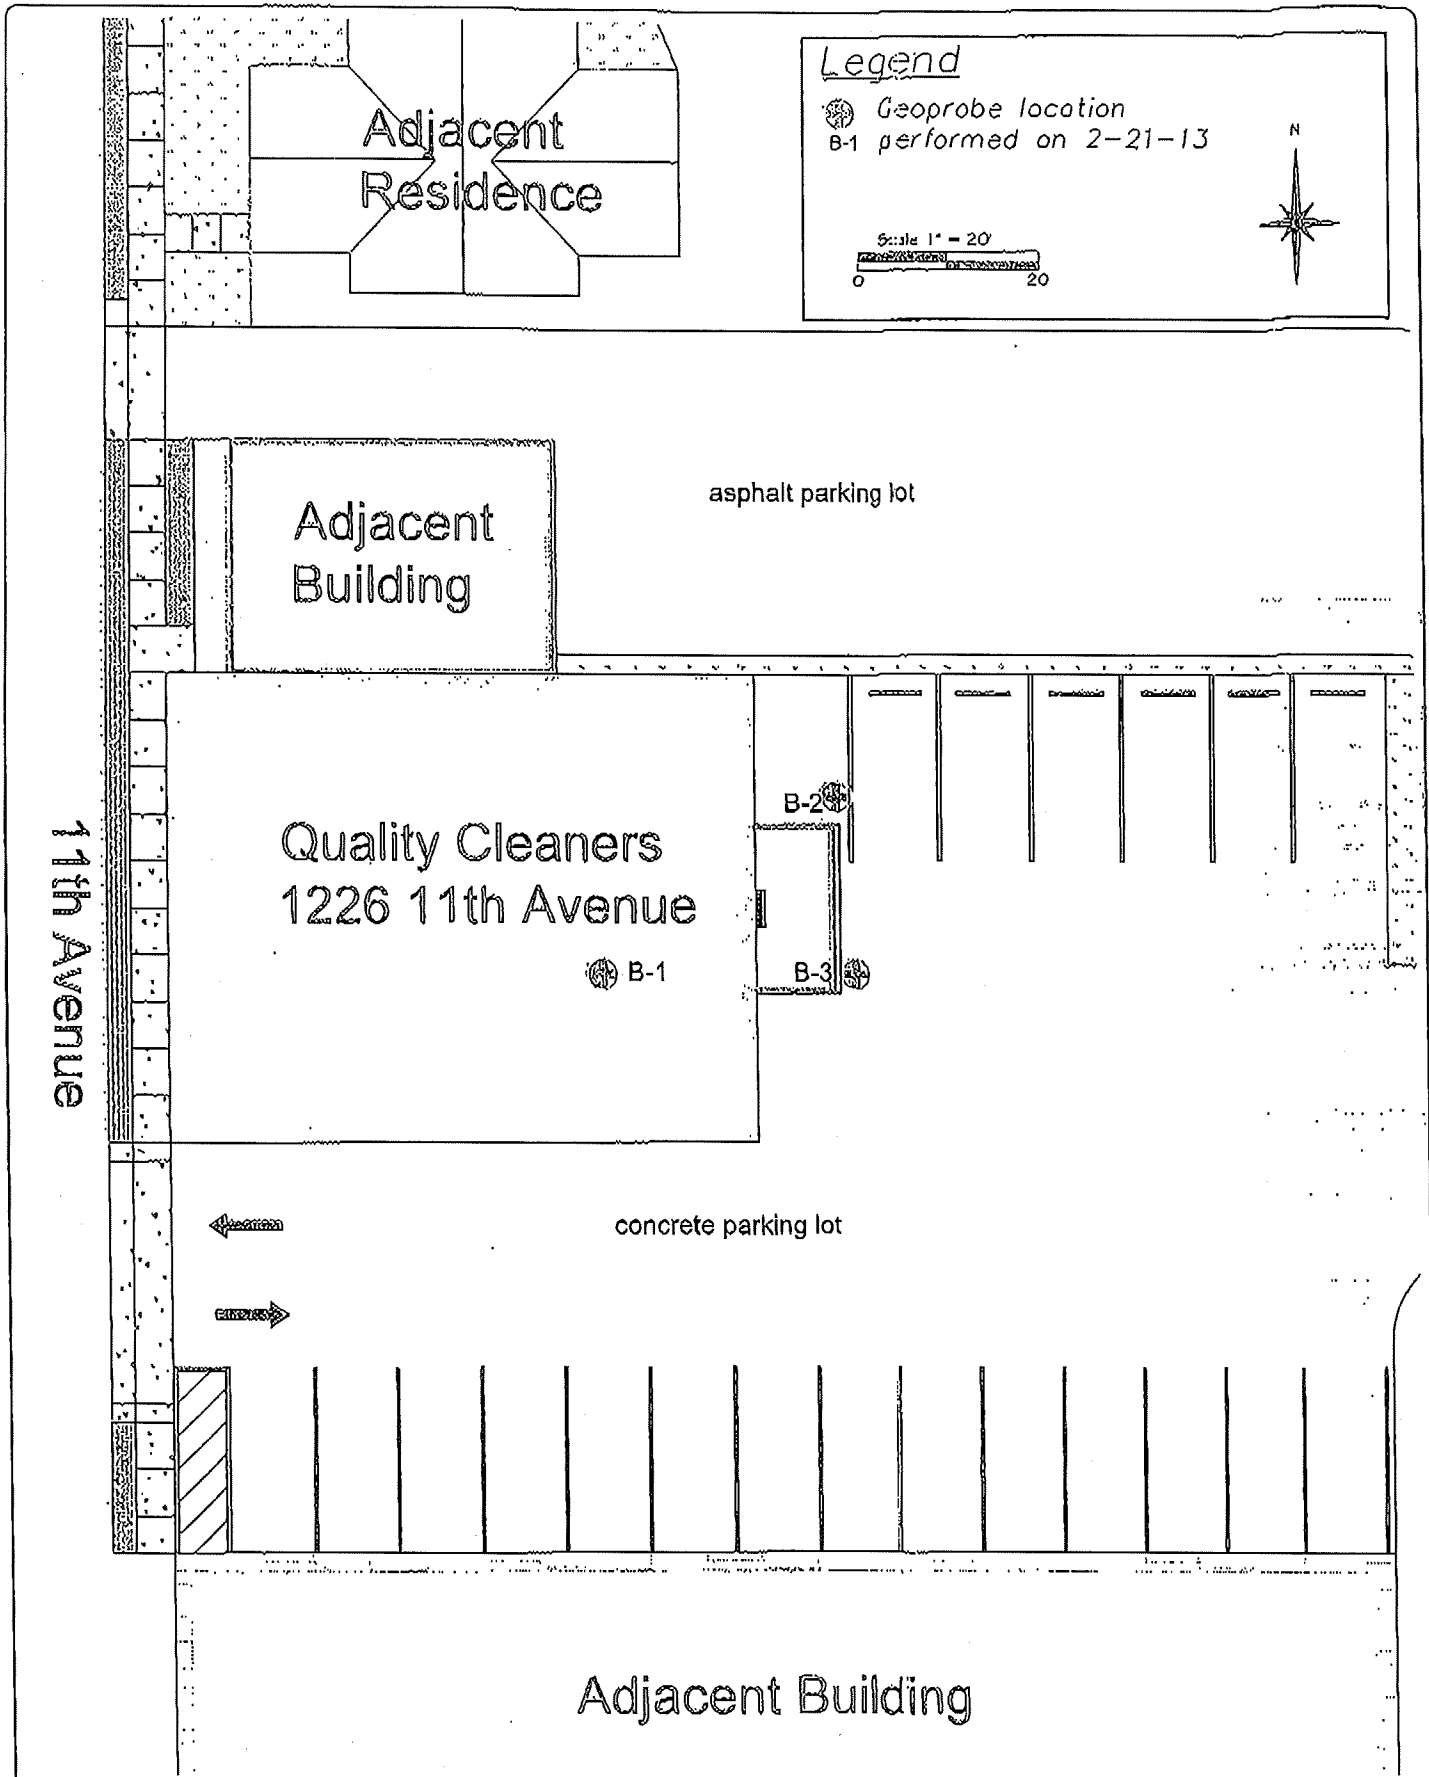 Legend
Geoprobe location
B-1 performed on 2-21-13
N
Scale 1" = 20'
0 20
Adjacent
Residence
asphalt parking lot
Adjacent
Building
B-2
Quality Cleaners
1226 11th Avenue
B-1
B-3
11th Avenue
concrete parking lot
Adjacent Building